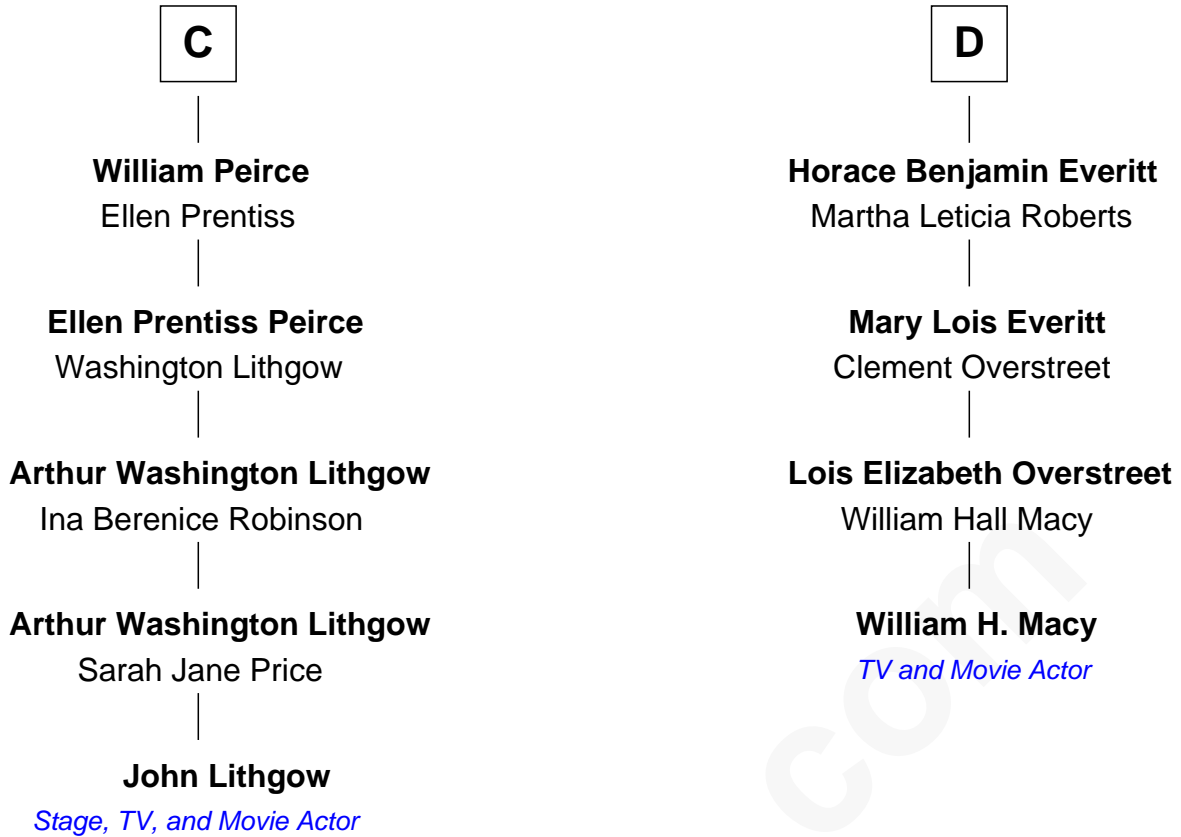 C
William Peirce
Ellen Prentiss
Ellen Prentiss Peirce
Washington Lithgow
Arthur Washington Lithgow
Ina Berenice Robinson
Arthur Washington Lithgow
Sarah Jane Price
John Lithgow
Stage, TV, and Movie Actor
D
Horace Benjamin Everitt
Martha Leticia Roberts
Mary Lois Everitt
Clement Overstreet
Lois Elizabeth Overstreet
William Hall Macy
William H. Macy
TV and Movie Actor
com